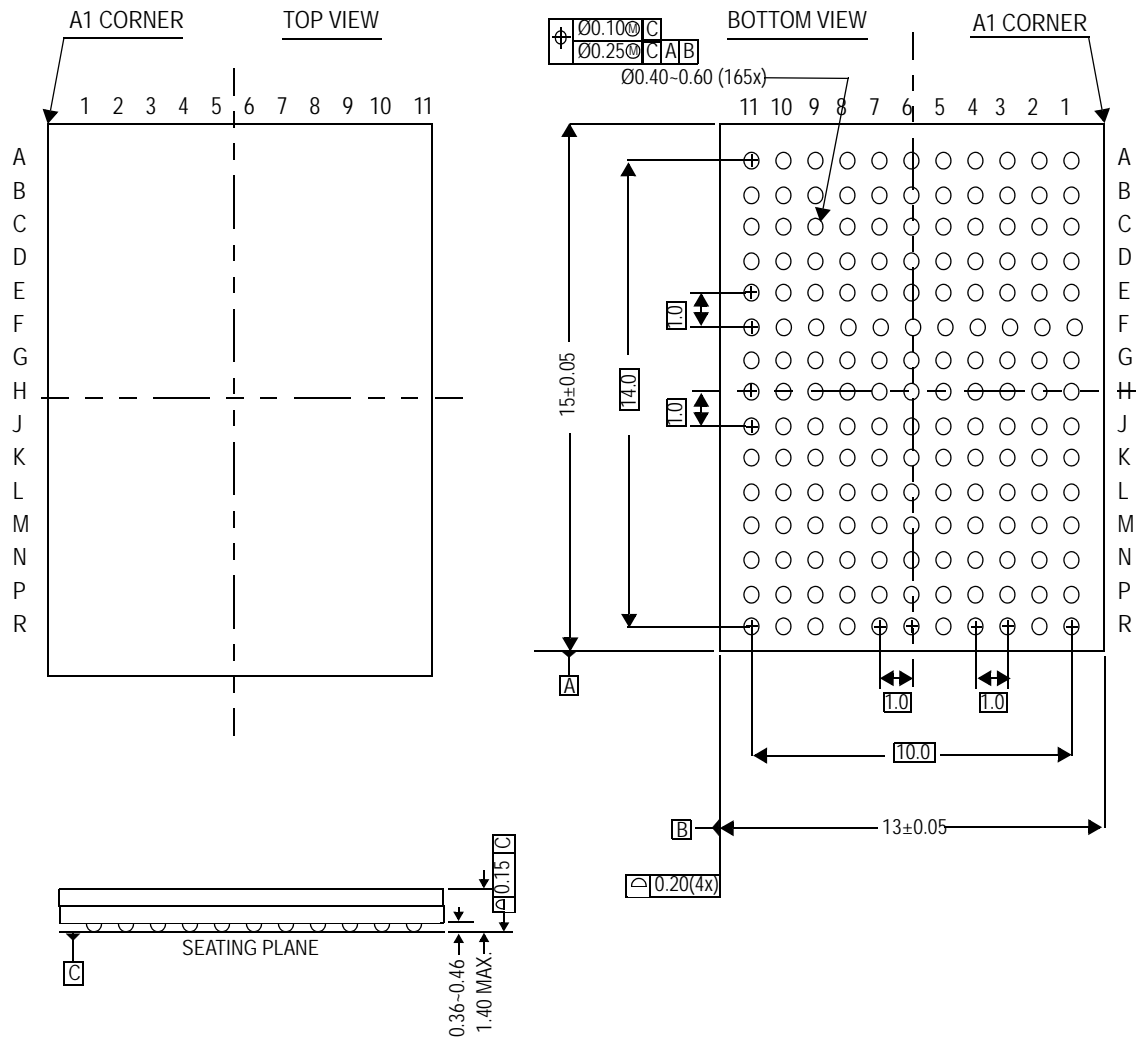 A1 CORNER
TOP VIEW
1 2 3 4 5 6 7 8 9 10 11
A
B
C
D
E
F
G
H
J
K
L
M
N
P
R
Ø0.10Ⓜ C
Ø0.25Ⓜ C A B
BOTTOM VIEW
A1 CORNER
Ø0.40~0.60 (165x)
11 10 9 8 7 6 5 4 3 2 1
A
B
C
D
E
F
G
H
J
K
L
M
N
P
R
15±0.05
14.0
1.0
1.0
A
1.0
1.0
10.0
B
13±0.05
0.20(4x)
0.15 C
SEATING PLANE
C
0.36~0.46
1.40 MAX.